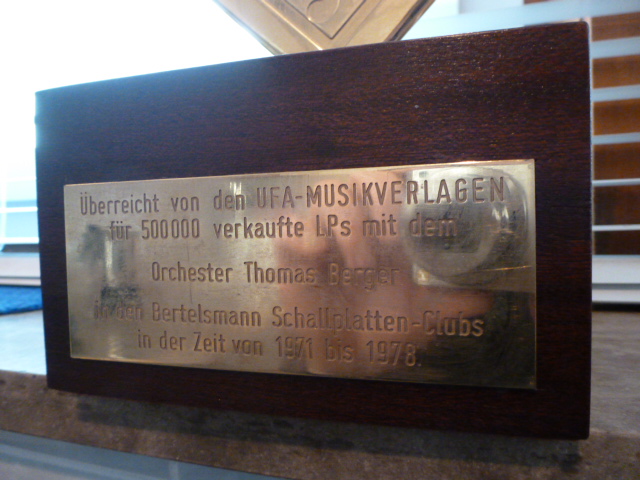 Überreicht von den UFA-MUSIKVERLAGEN
für 500000 verkaufte LPs mit dem
Orchester Thomas Berger
in den Bertelsmann Schallplatten-Clubs
in der Zeit von 1971 bis 1978.